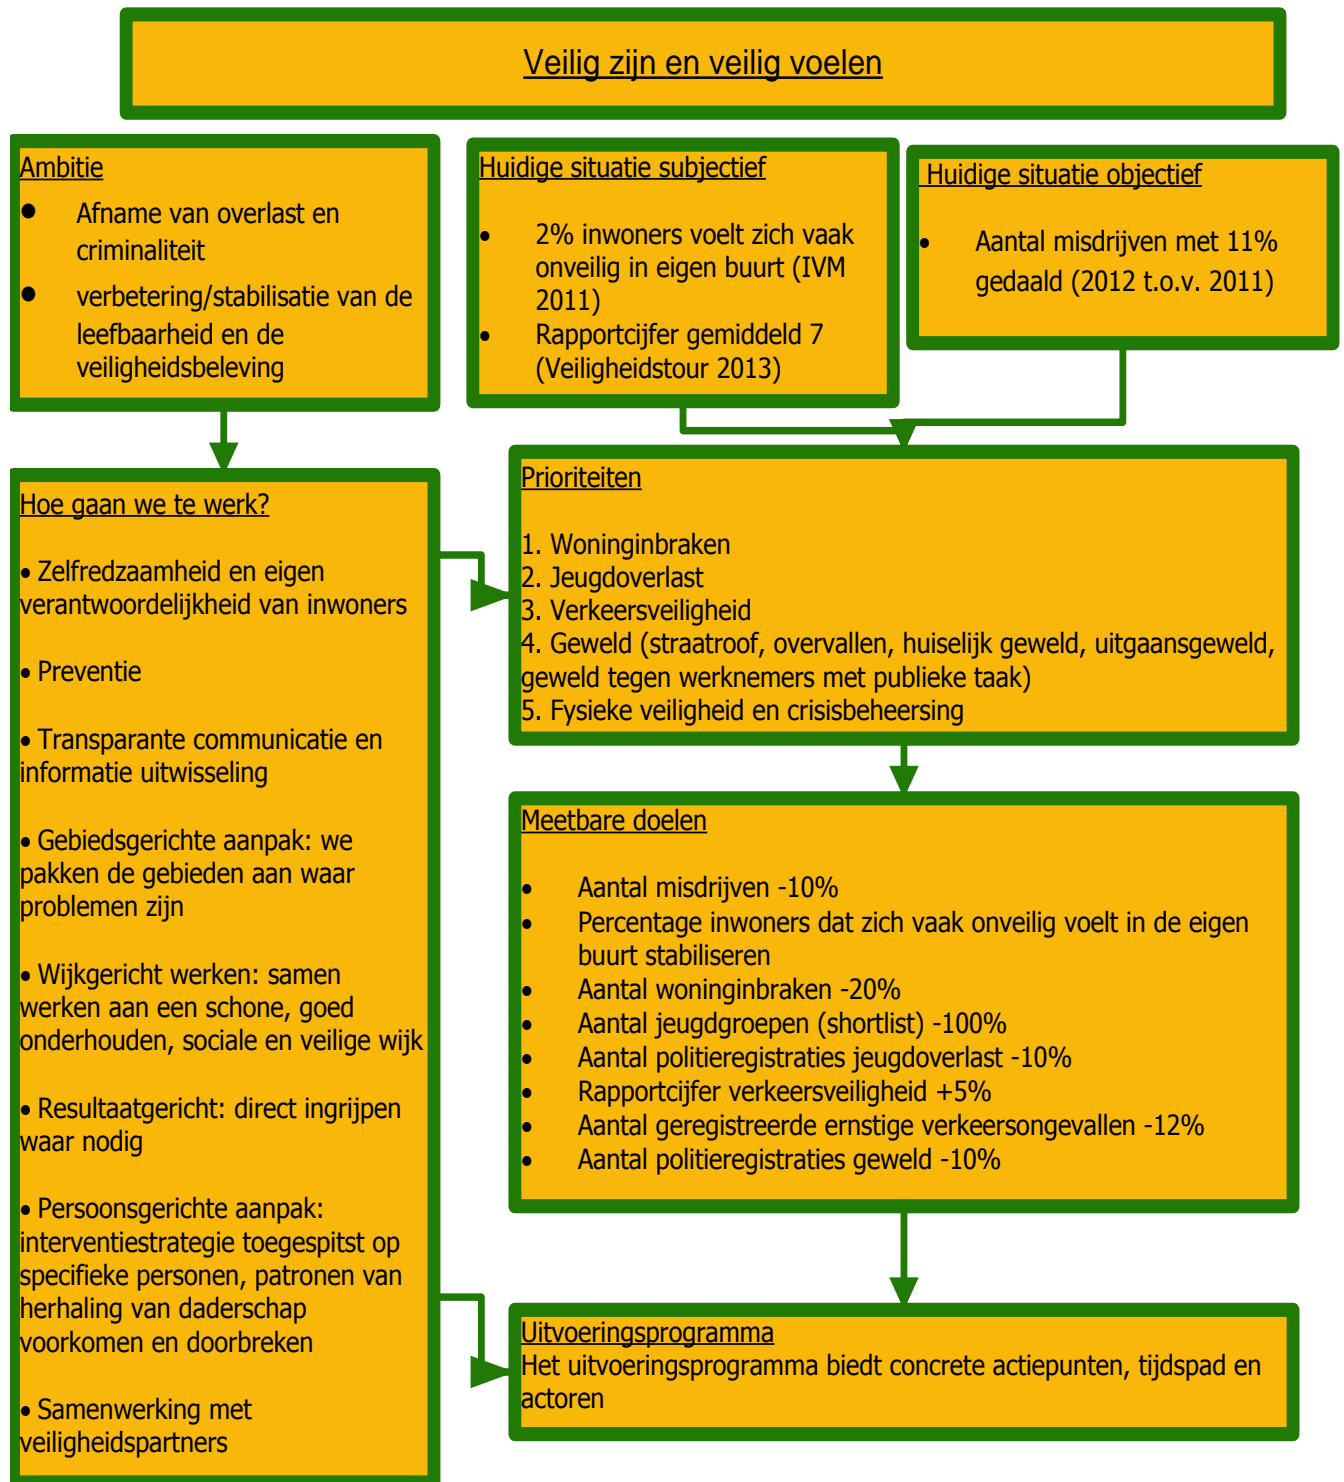 Veilig zijn en veilig voelen
Ambitie
● Afname van overlast en
criminaliteit
● verbetering/stabilisatie van de
leefbaarheid en de
veiligheidsbeleving
Huidige situatie subjectief
• 2% inwoners voelt zich vaak
onveilig in eigen buurt (IVM
2011)
• Rapportcijfer gemiddeld 7
(Veiligheidstour 2013)
Huidige situatie objectief
• Aantal misdrijven met 11%
gedaald (2012 t.o.v. 2011)
Hoe gaan we te werk?
• Zelfredzaamheid en eigen
verantwoordelijkheid van inwoners
• Preventie
• Transparante communicatie en
informatie uitwisseling
• Gebiedsgerichte aanpak: we
pakken de gebieden aan waar
problemen zijn
• Wijkgericht werken: samen
werken aan een schone, goed
onderhouden, sociale en veilige wijk
• Resultaatgericht: direct ingrijpen
waar nodig
• Persoonsgerichte aanpak:
interventiestrategie toegespitst op
specifieke personen, patronen van
herhaling van daderschap
voorkomen en doorbreken
• Samenwerking met
veiligheidspartners
Prioriteiten
1. Woninginbraken
2. Jeugdoverlast
3. Verkeersveiligheid
4. Geweld (straatroof, overvallen, huiselijk geweld, uitgaansgeweld,
geweld tegen werknemers met publieke taak)
5. Fysieke veiligheid en crisisbeheersing
Meetbare doelen
• Aantal misdrijven -10%
• Percentage inwoners dat zich vaak onveilig voelt in de eigen
buurt stabiliseren
• Aantal woninginbraken -20%
• Aantal jeugdgroepen (shortlist) -100%
• Aantal politieregistraties jeugdoverlast -10%
• Rapportcijfer verkeersveiligheid +5%
• Aantal geregistreerde ernstige verkeersongevallen -12%
• Aantal politieregistraties geweld -10%
Uitvoeringsprogramma
Het uitvoeringsprogramma biedt concrete actiepunten, tijdspad en
actoren